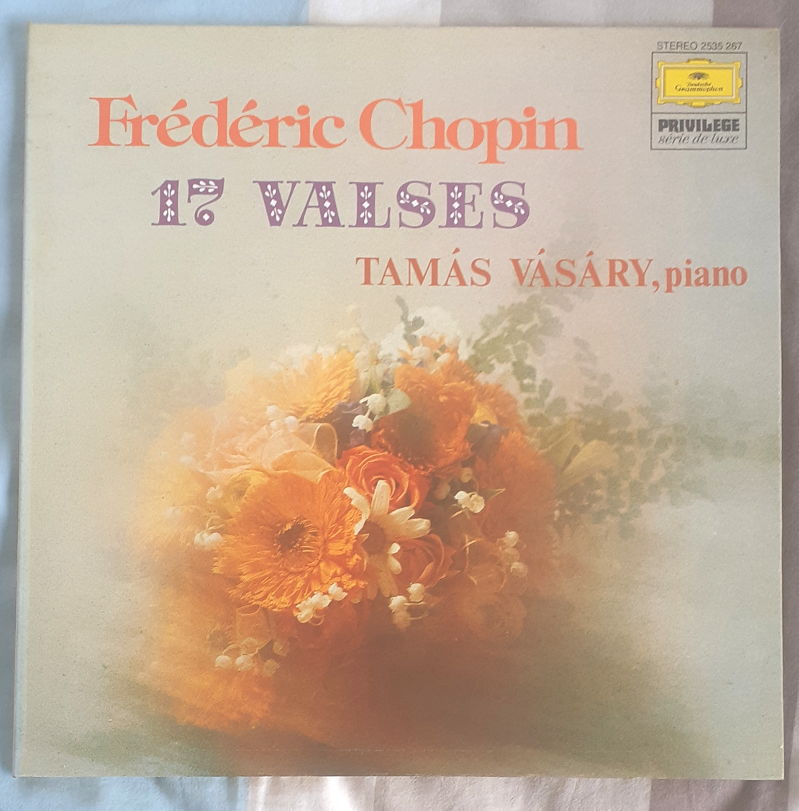 STEREO 2535 267
Deutsche
Grammophon
PRIVILEGE
série de luxe
Frédéric Chopin
17 VALSES
TAMÁS VÁSÁRY, piano